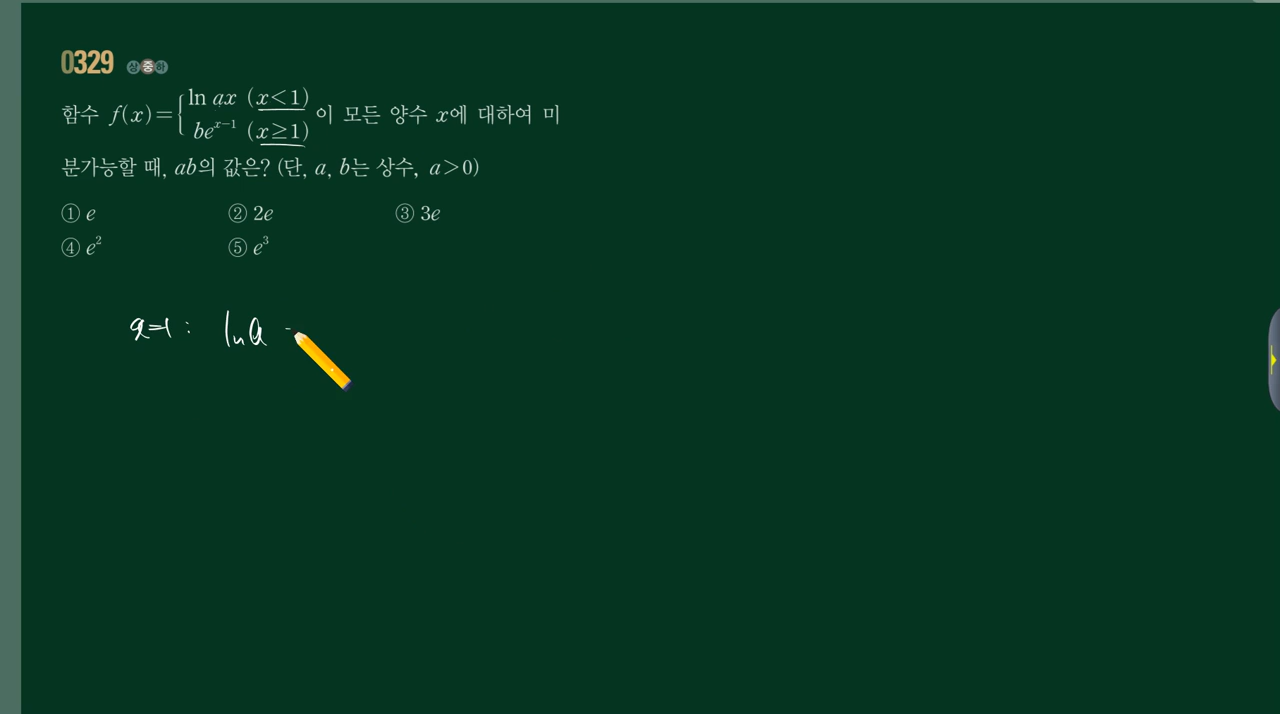 0329 상 중 하
함수 f(x)={ln ax (x<1)
be^{x-1} (x≥1) 이 모든 양수 x에 대하여 미
분가능할 때, ab의 값은? (단, a, b는 상수, a>0)
① e ② 2e ③ 3e
④ e² ⑤ e³
x=1 : ln a